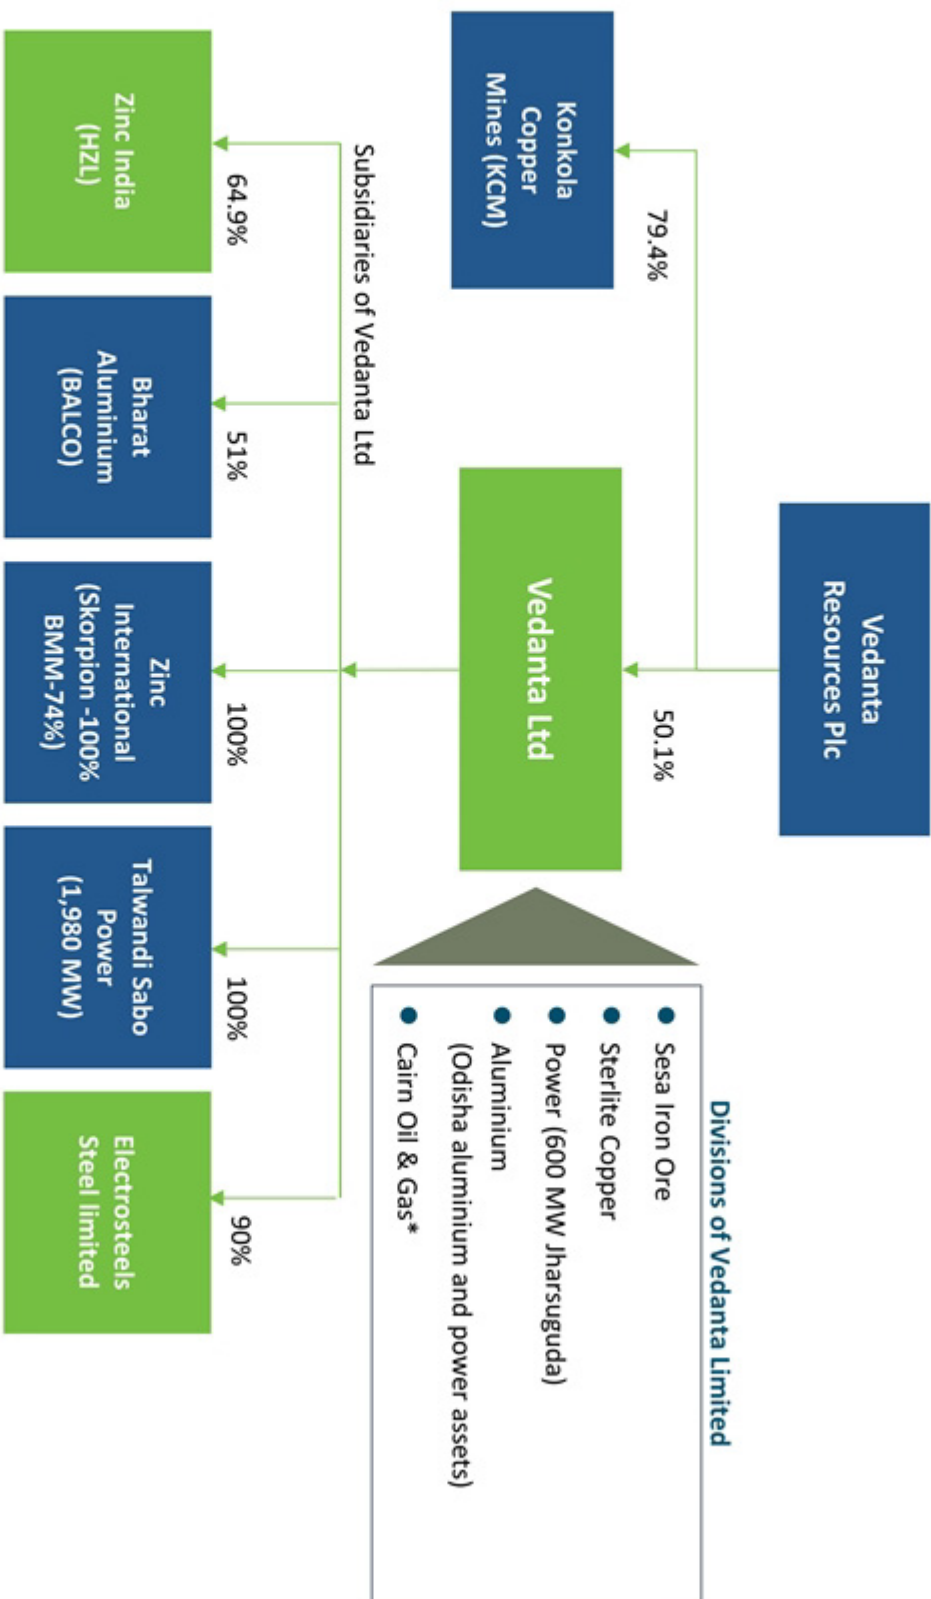 Vedanta
Resources Plc
79.4%
50.1%
Konkola
Copper
Mines (KCM)
Vedanta Ltd
Divisions of Vedanta Limited
Sesa Iron Ore
Sterlite Copper
Power (600 MW Jharsuguda)
Aluminium
(Odisha aluminium and power assets)
Cairn Oil & Gas*
Subsidiaries of Vedanta Ltd
64.9%
51%
100%
100%
90%
Zinc India
(HZL)
Bharat
Aluminium
(BALCO)
Zinc
International
(Skorpion -100%
BMM-74%)
Talwandi Sabo
Power
(1,980 MW)
Electrosteels
Steel limited